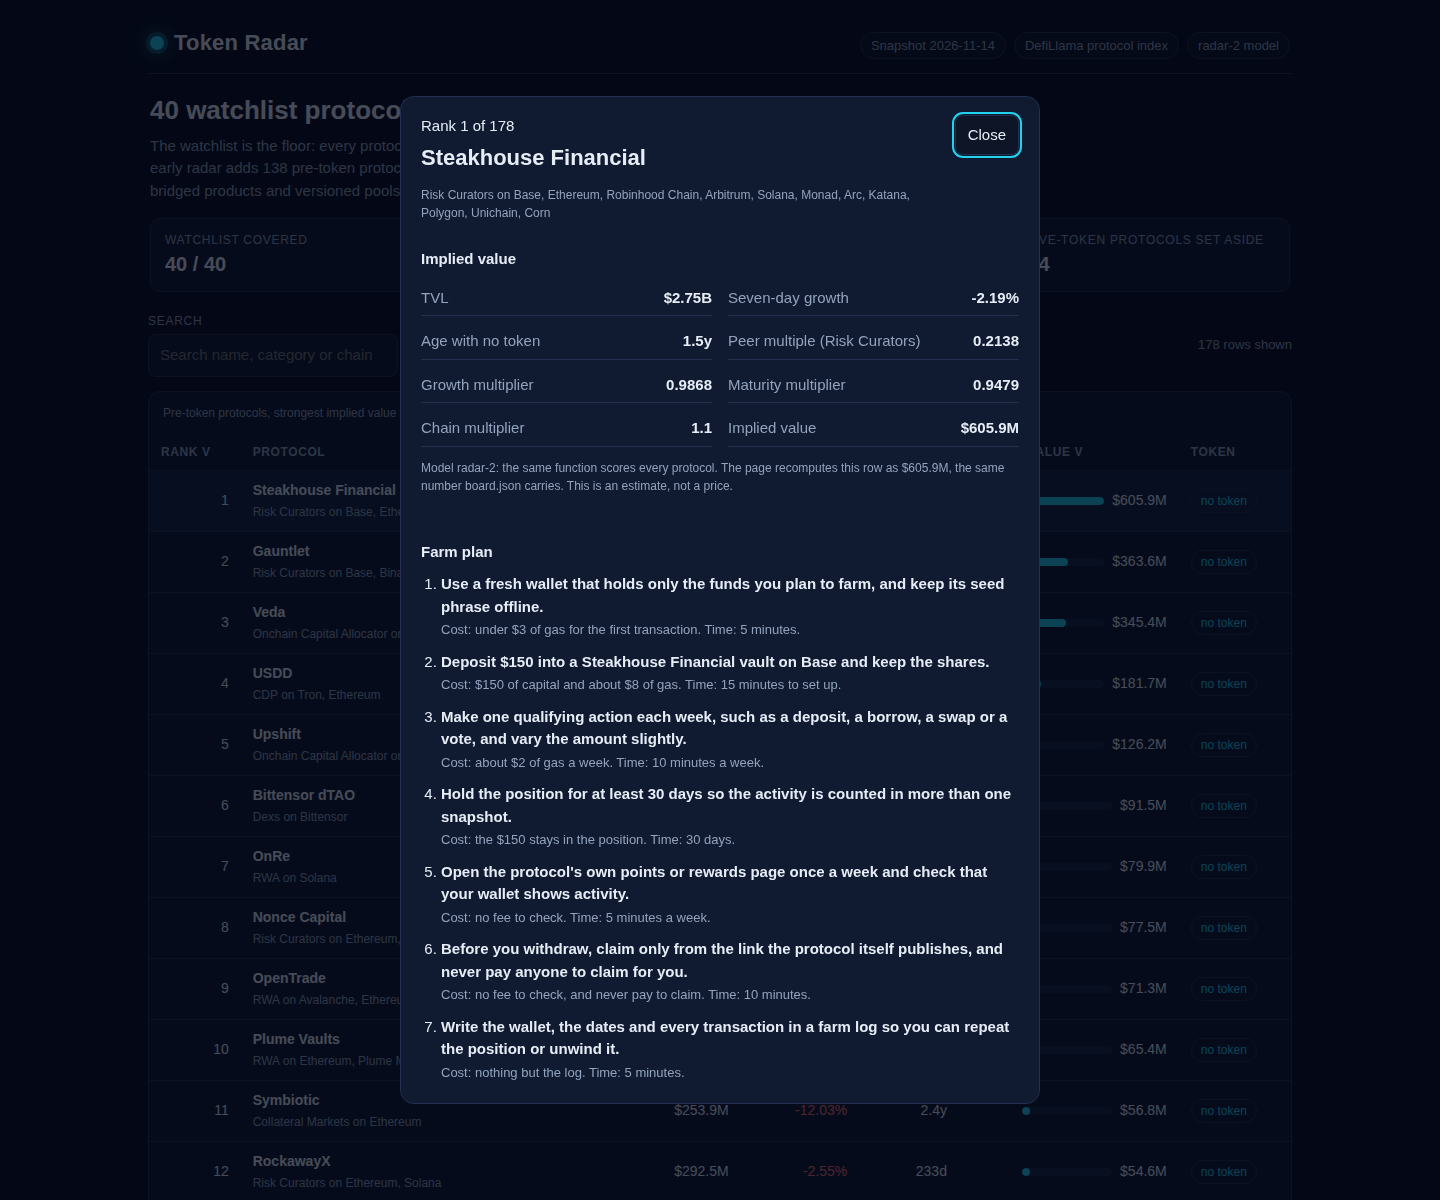 Token Radar
Snapshot 2026-11-14
DefiLlama protocol index
radar-2 model
40 watchlist protoco
The watchlist is the floor: every protoc
early radar adds 138 pre-token protoc
bridged products and versioned pools
WATCHLIST COVERED
40 / 40
VE-TOKEN PROTOCOLS SET ASIDE
4
SEARCH
Search name, category or chain
178 rows shown
Pre-token protocols, strongest implied value
RANK V PROTOCOL ALUE V TOKEN
1 Steakhouse Financial $605.9M no token
Risk Curators on Base, Ethe
2 Gauntlet $363.6M no token
Risk Curators on Base, Bina
3 Veda $345.4M no token
Onchain Capital Allocator on
4 USDD $181.7M no token
CDP on Tron, Ethereum
5 Upshift $126.2M no token
Onchain Capital Allocator on
6 Bittensor dTAO $91.5M no token
Dexs on Bittensor
7 OnRe $79.9M no token
RWA on Solana
8 Nonce Capital $77.5M no token
Risk Curators on Ethereum,
9 OpenTrade $71.3M no token
RWA on Avalanche, Ethereu
10 Plume Vaults $65.4M no token
RWA on Ethereum, Plume M
11 Symbiotic $253.9M -12.03% 2.4y $56.8M no token
Collateral Markets on Ethereum
12 RockawayX $292.5M -2.55% 233d $54.6M no token
Risk Curators on Ethereum, Solana
Rank 1 of 178
Close
Steakhouse Financial
Risk Curators on Base, Ethereum, Robinhood Chain, Arbitrum, Solana, Monad, Arc, Katana,
Polygon, Unichain, Corn
Implied value
TVL $2.75B Seven-day growth -2.19%
Age with no token 1.5y Peer multiple (Risk Curators) 0.2138
Growth multiplier 0.9868 Maturity multiplier 0.9479
Chain multiplier 1.1 Implied value $605.9M
Model radar-2: the same function scores every protocol. The page recomputes this row as $605.9M, the same
number board.json carries. This is an estimate, not a price.
Farm plan
1. Use a fresh wallet that holds only the funds you plan to farm, and keep its seed
phrase offline.
Cost: under $3 of gas for the first transaction. Time: 5 minutes.
2. Deposit $150 into a Steakhouse Financial vault on Base and keep the shares.
Cost: $150 of capital and about $8 of gas. Time: 15 minutes to set up.
3. Make one qualifying action each week, such as a deposit, a borrow, a swap or a
vote, and vary the amount slightly.
Cost: about $2 of gas a week. Time: 10 minutes a week.
4. Hold the position for at least 30 days so the activity is counted in more than one
snapshot.
Cost: the $150 stays in the position. Time: 30 days.
5. Open the protocol's own points or rewards page once a week and check that
your wallet shows activity.
Cost: no fee to check. Time: 5 minutes a week.
6. Before you withdraw, claim only from the link the protocol itself publishes, and
never pay anyone to claim for you.
Cost: no fee to check, and never pay to claim. Time: 10 minutes.
7. Write the wallet, the dates and every transaction in a farm log so you can repeat
the position or unwind it.
Cost: nothing but the log. Time: 5 minutes.